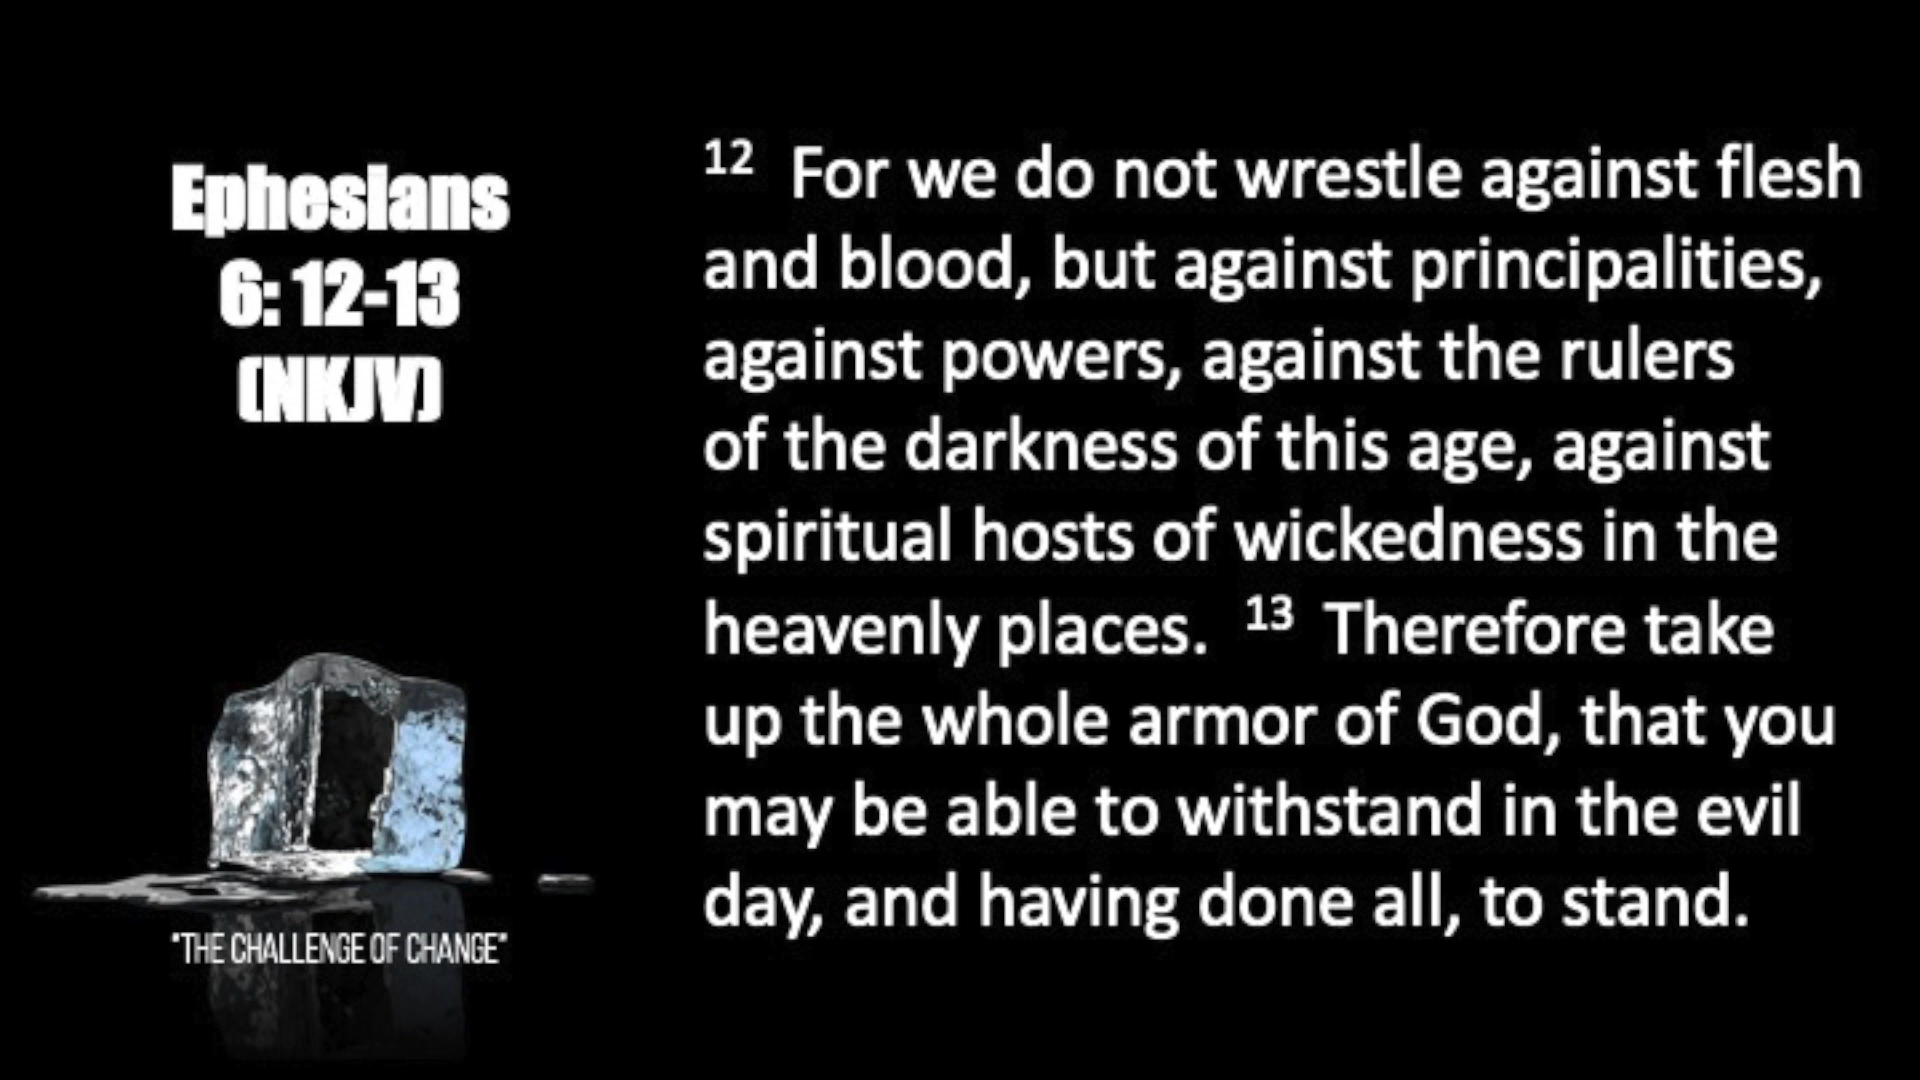 Ephesians
6: 12-13
(NKJV)
12 For we do not wrestle against flesh
and blood, but against principalities,
against powers, against the rulers
of the darkness of this age, against
spiritual hosts of wickedness in the
heavenly places. 13 Therefore take
up the whole armor of God, that you
may be able to withstand in the evil
day, and having done all, to stand.
"THE CHALLENGE OF CHANGE"